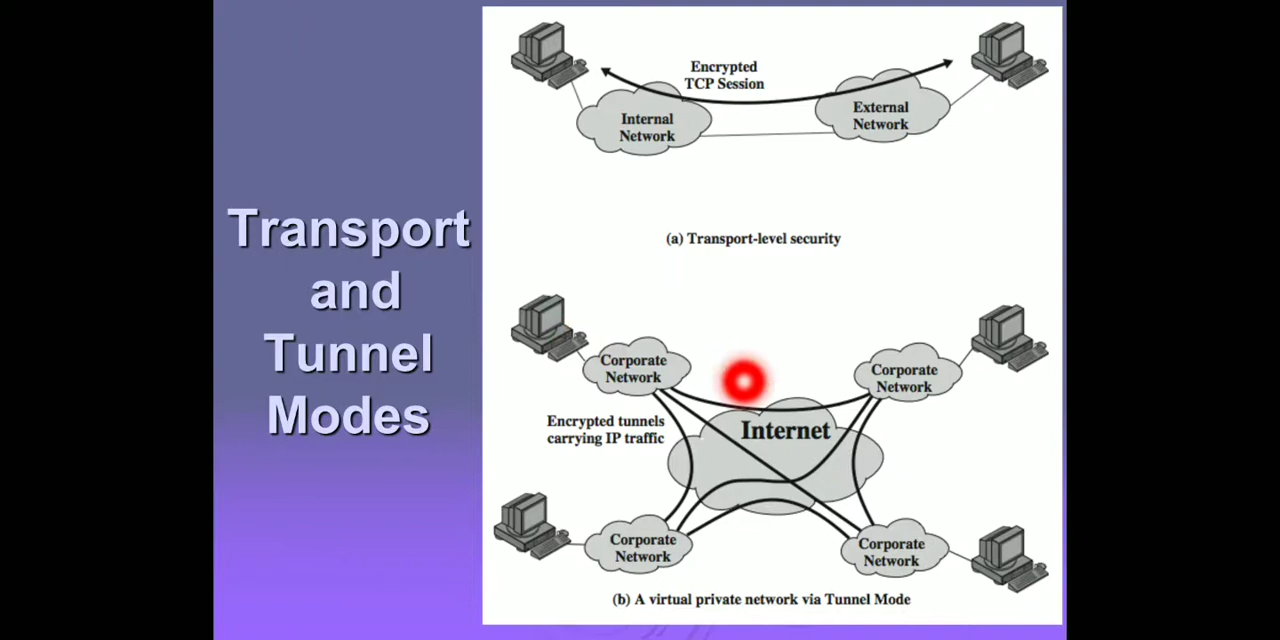 Transport
and
Tunnel
Modes
Encrypted
TCP Session
Internal
Network
External
Network
(a) Transport-level security
Corporate
Network
Corporate
Network
Encrypted tunnels
carrying IP traffic
Internet
Corporate
Network
Corporate
Network
(b) A virtual private network via Tunnel Mode